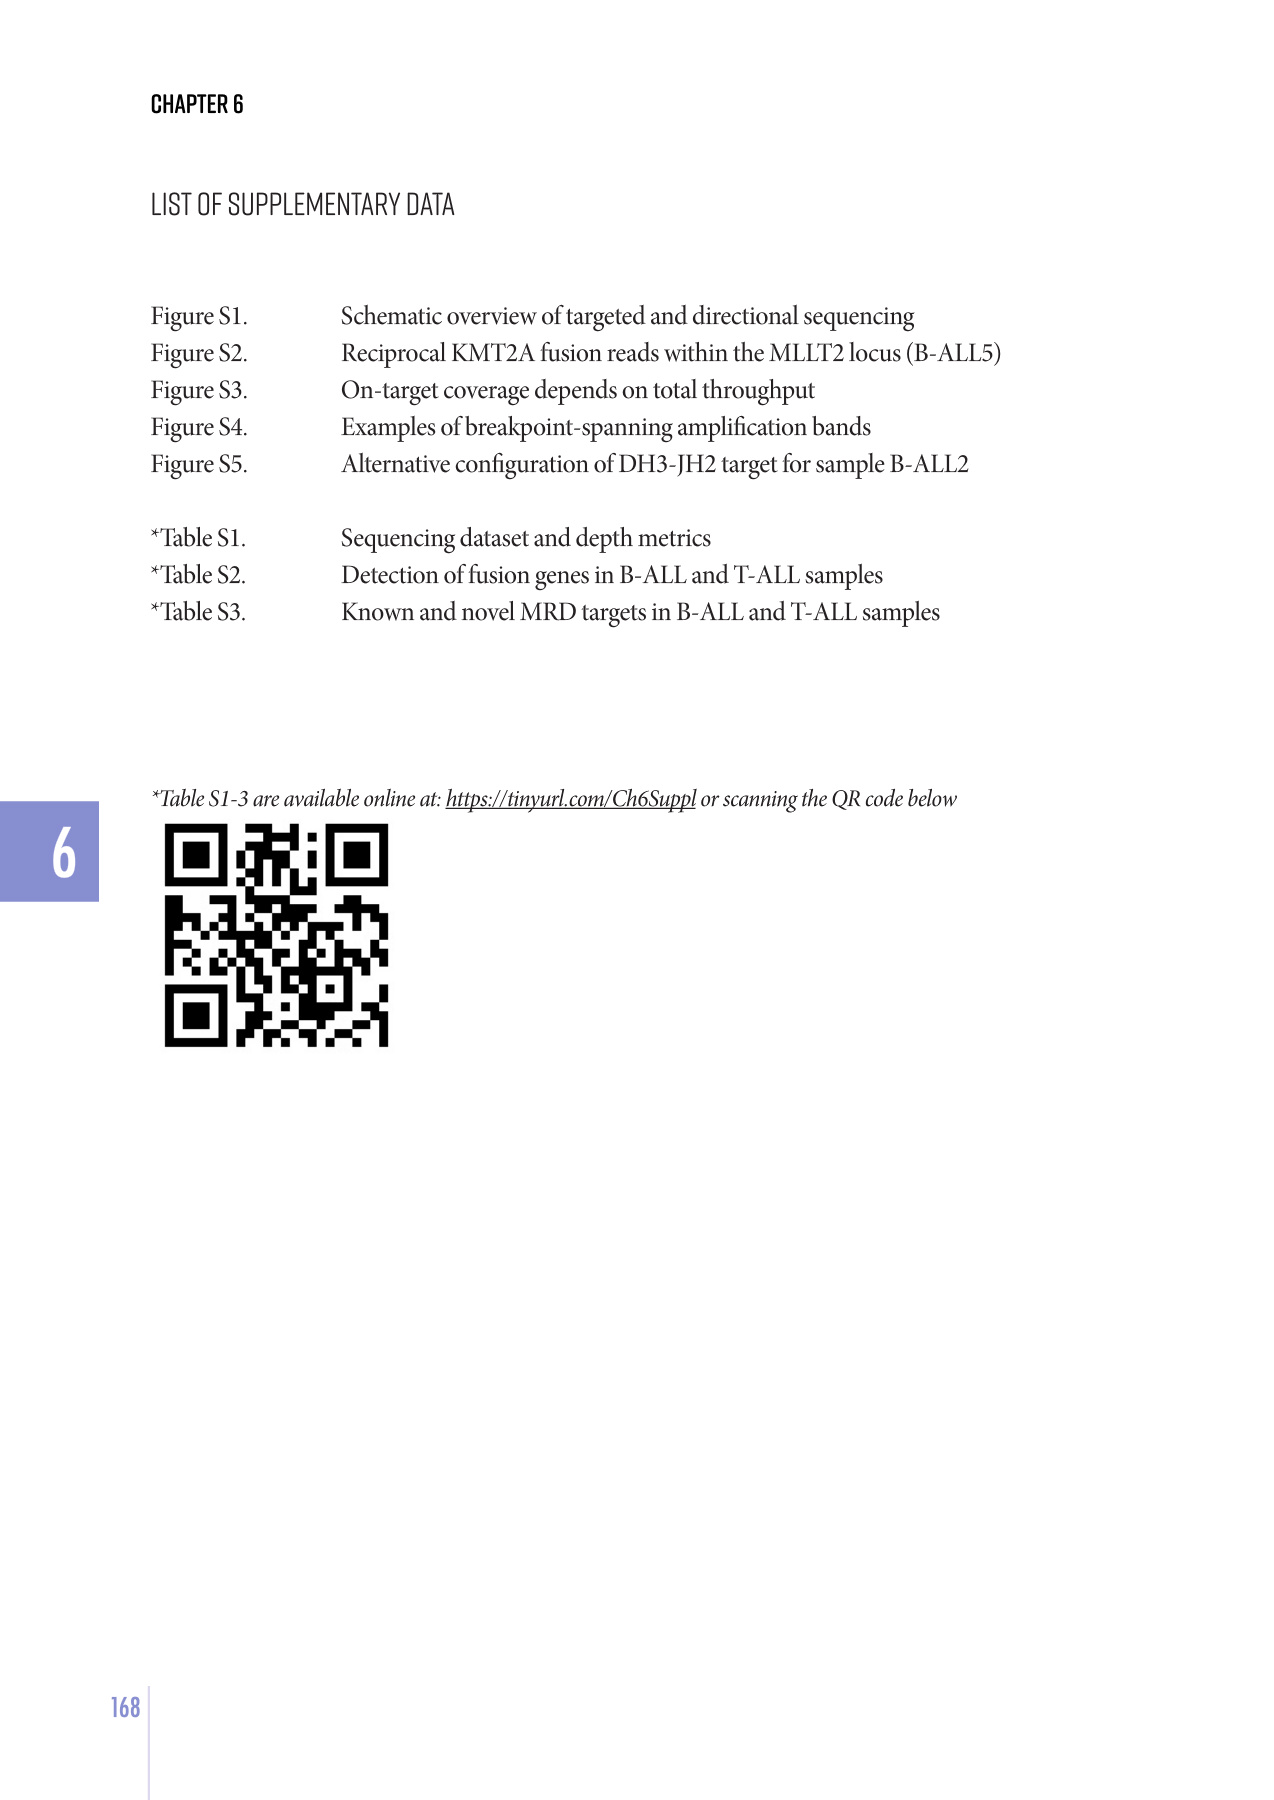 CHAPTER 6
LIST OF SUPPLEMENTARY DATA
Figure S1. Schematic overview of targeted and directional sequencing
Figure S2. Reciprocal KMT2A fusion reads within the MLLT2 locus (B-ALL5)
Figure S3. On-target coverage depends on total throughput
Figure S4. Examples of breakpoint-spanning amplification bands
Figure S5. Alternative configuration of DH3-JH2 target for sample B-ALL2
*Table S1. Sequencing dataset and depth metrics
*Table S2. Detection of fusion genes in B-ALL and T-ALL samples
*Table S3. Known and novel MRD targets in B-ALL and T-ALL samples
*Table S1-3 are available online at: https://tinyurl.com/Ch6Suppl or scanning the QR code below
6
168